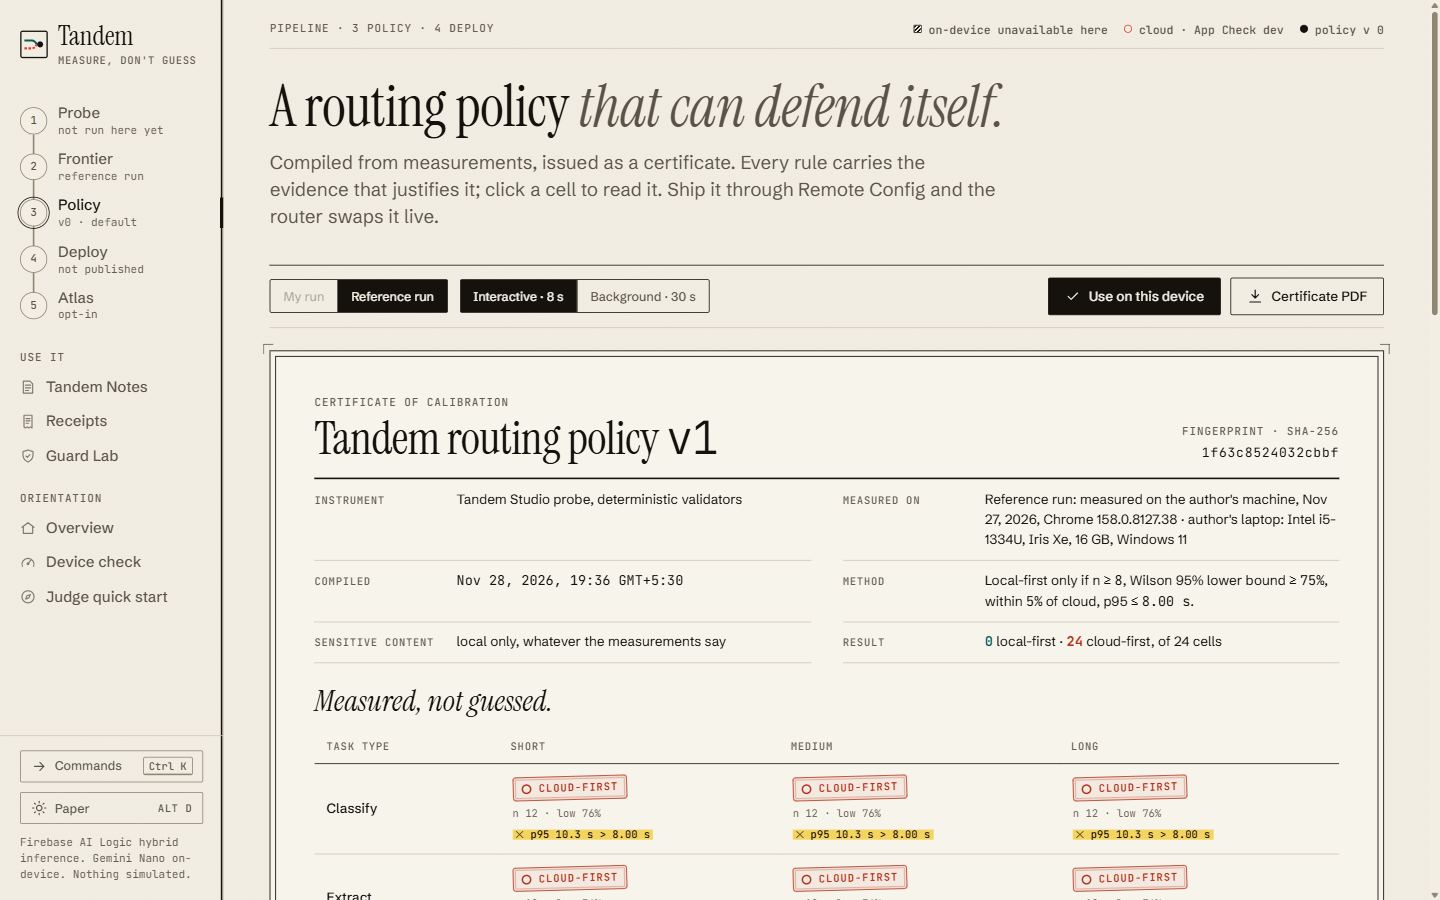 Tandem
MEASURE, DON'T GUESS
1
Probe
not run here yet
2
Frontier
reference run
3
Policy
v0 · default
4
Deploy
not published
5
Atlas
opt-in
USE IT
Tandem Notes
Receipts
Guard Lab
ORIENTATION
Overview
Device check
Judge quick start
Commands Ctrl K
Paper ALT D
Firebase AI Logic hybrid
inference. Gemini Nano on-
device. Nothing simulated.
PIPELINE · 3 POLICY · 4 DEPLOY
on-device unavailable here cloud · App Check dev policy v 0
A routing policy that can defend itself.
Compiled from measurements, issued as a certificate. Every rule carries the
evidence that justifies it; click a cell to read it. Ship it through Remote Config and the
router swaps it live.
My run Reference run Interactive · 8 s Background · 30 s Use on this device Certificate PDF
CERTIFICATE OF CALIBRATION
Tandem routing policy v1
FINGERPRINT · SHA-256
1f63c8524032cbbf
INSTRUMENT Tandem Studio probe, deterministic validators
MEASURED ON Reference run: measured on the author's machine, Nov
27, 2026, Chrome 158.0.8127.38 · author's laptop: Intel i5-
1334U, Iris Xe, 16 GB, Windows 11
COMPILED Nov 28, 2026, 19:36 GMT+5:30
METHOD Local-first only if n ≥ 8, Wilson 95% lower bound ≥ 75%,
within 5% of cloud, p95 ≤ 8.00 s.
SENSITIVE CONTENT local only, whatever the measurements say
RESULT 0 local-first · 24 cloud-first, of 24 cells
Measured, not guessed.
TASK TYPE SHORT MEDIUM LONG
CLOUD-FIRST CLOUD-FIRST CLOUD-FIRST
Classify
n 12 · low 76% n 12 · low 76% n 12 · low 76%
p95 10.3 s > 8.00 s p95 10.3 s > 8.00 s p95 10.3 s > 8.00 s
CLOUD-FIRST CLOUD-FIRST CLOUD-FIRST
Extract